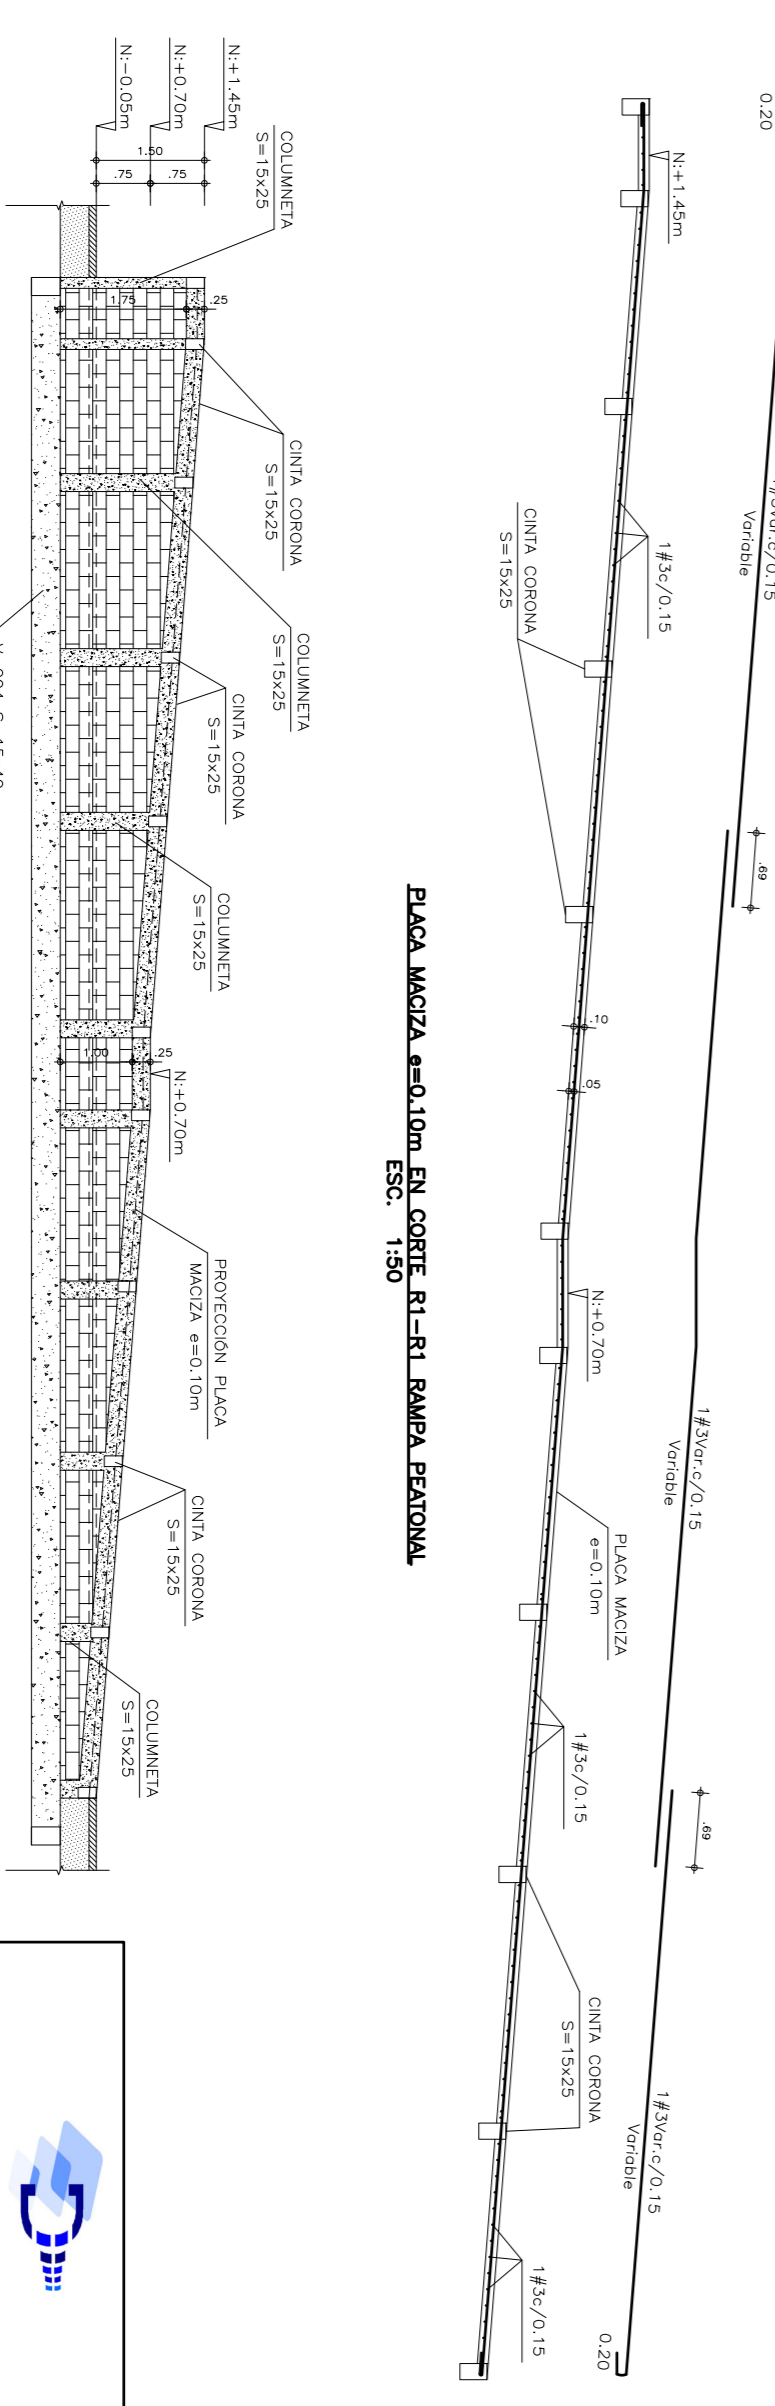 0.20
1#3Var.c/0.15
Variable
.69
1#3Var.c/0.15
Variable
.69
1#3Var.c/0.15
Variable
0.20
N:+1.45m
1#3c/0.15
CINTA CORONA
S=15x25
.10
.05
N:+0.70m
PLACA MACIZA
e=0.10m
1#3c/0.15
CINTA CORONA
S=15x25
1#3c/0.15
PLACA MACIZA e=0.10m EN CORTE R1-R1 RAMPA PEATONAL
ESC. 1:50
N:+1.45m
N:+0.70m
N:-0.05m
1.50
.75
.75
COLUMNETA
S=15x25
1.75
.25
CINTA CORONA
S=15x25
COLUMNETA
S=15x25
CINTA CORONA
S=15x25
COLUMNETA
S=15x25
1.00
.25
N:+0.70m
PROYECCIÓN PLACA
MACIZA e=0.10m
CINTA CORONA
S=15x25
COLUMNETA
S=15x25